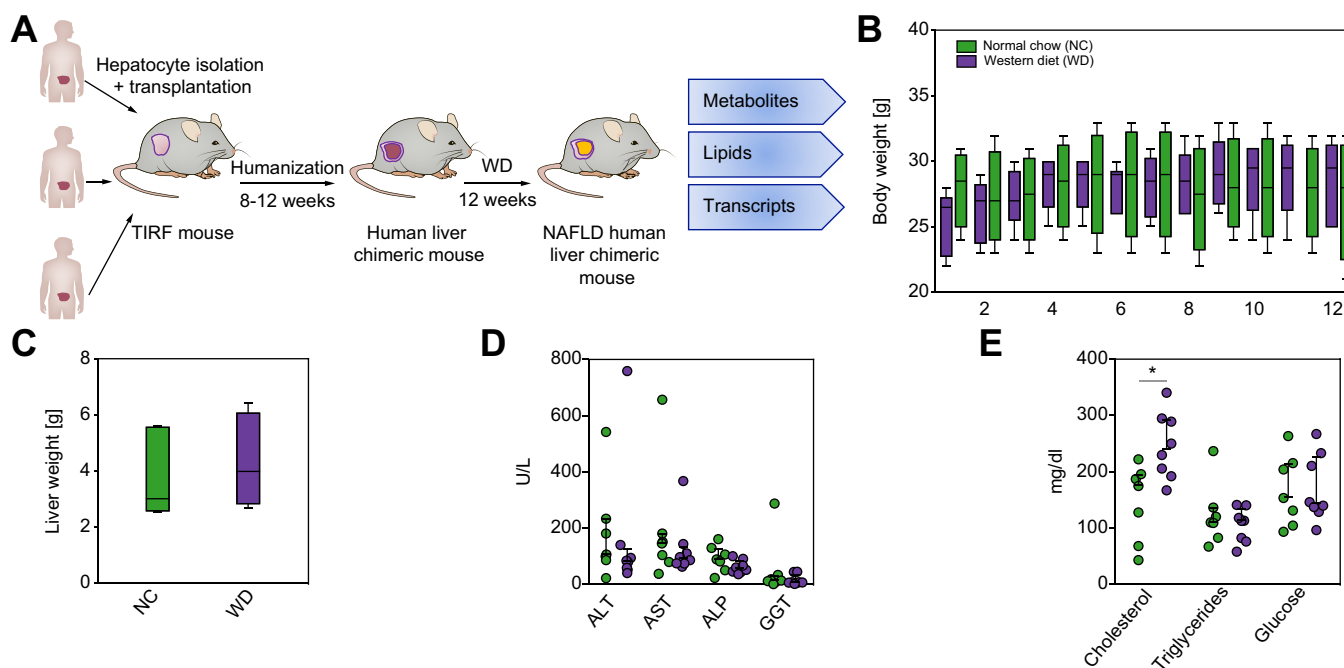 A
Hepatocyte isolation
+ transplantation
TIRF mouse
Humanization
8-12 weeks
Human liver
chimeric mouse
WD
12 weeks
NAFLD human
liver chimeric
mouse
Metabolites
Lipids
Transcripts
B
Normal chow (NC)
Western diet (WD)
Body weight [g]
40
35
30
25
20
2 4 6 8 10 12
C
Liver weight [g]
8
6
4
2
0
NC WD
D
U/L
800
600
400
200
0
ALT AST ALP GGT
E
mg/dl
400
300
200
100
0
*
Cholesterol Triglycerides Glucose